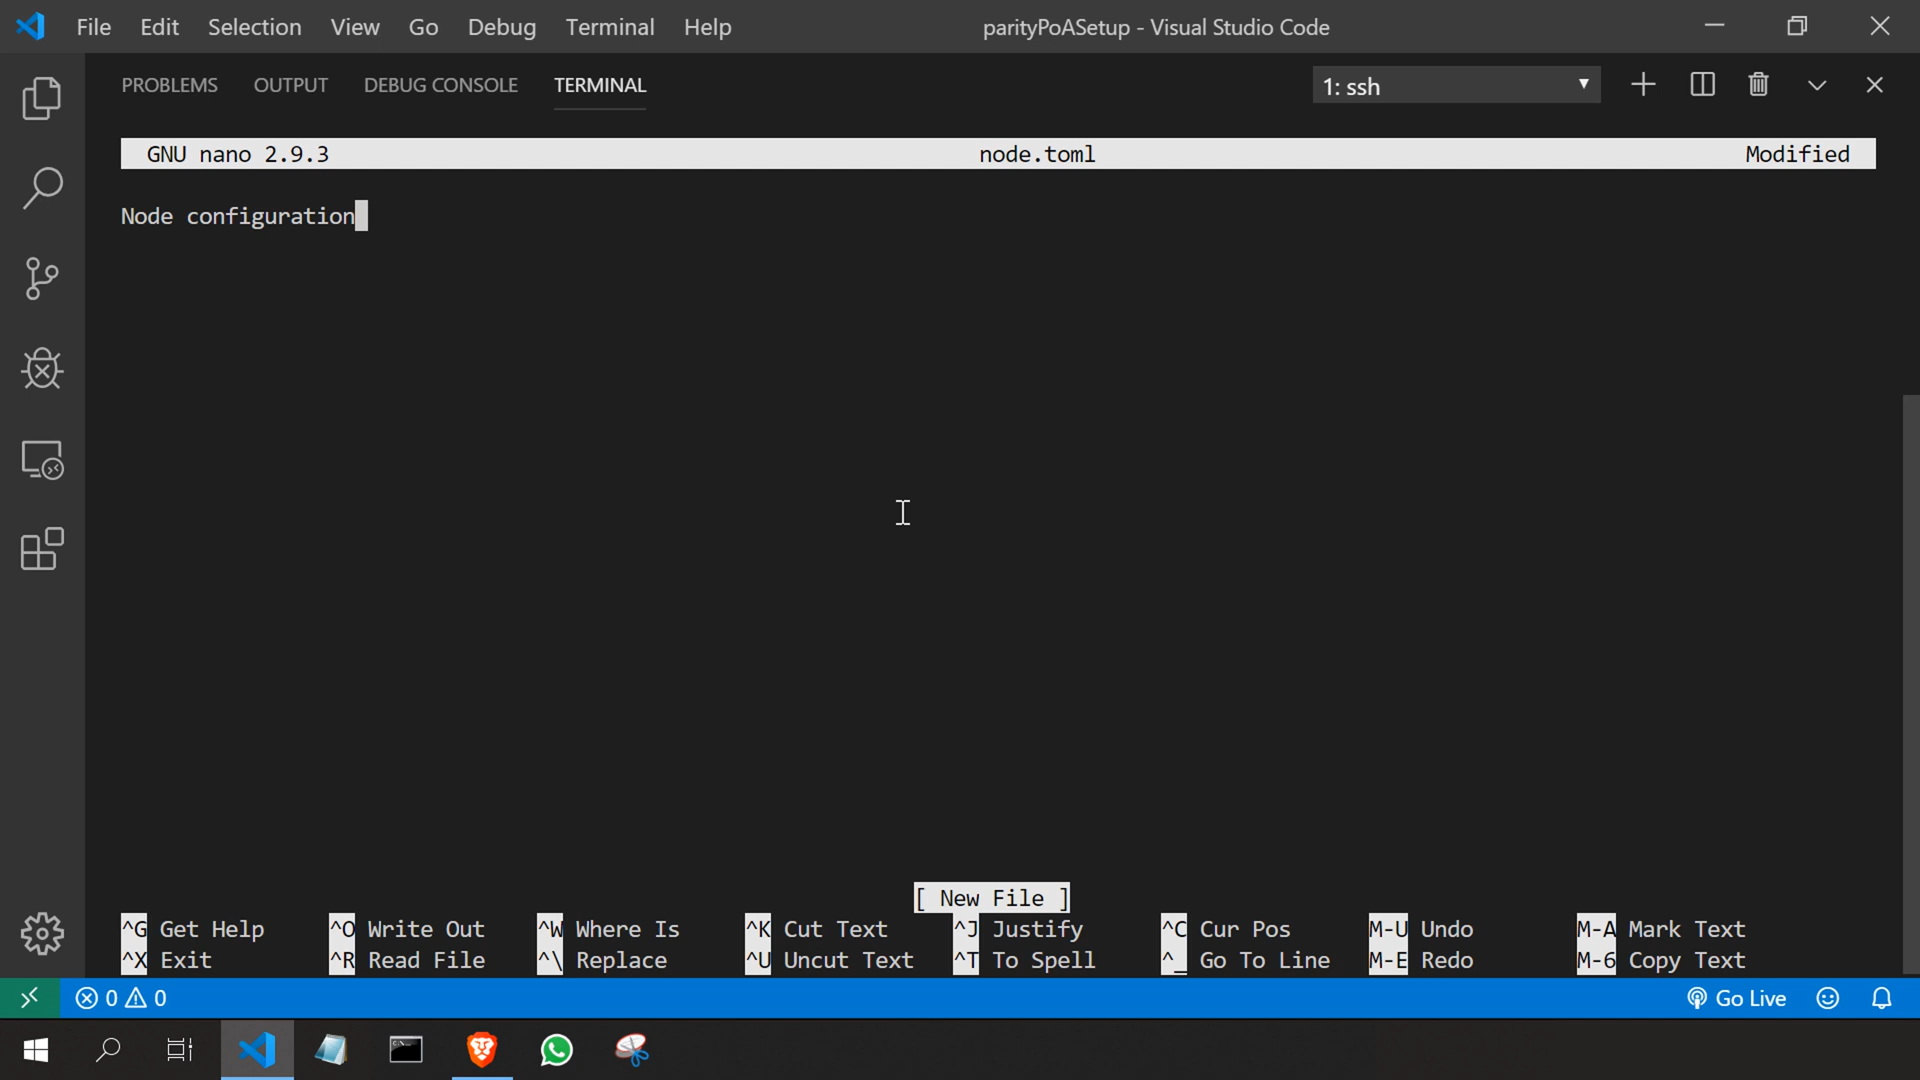 File Edit Selection View Go Debug Terminal Help parityPoASetup - Visual Studio Code
PROBLEMS OUTPUT DEBUG CONSOLE TERMINAL 1: ssh
GNU nano 2.9.3 node.toml Modified
Node configuration
[ New File ]
^G Get Help ^O Write Out ^W Where Is ^K Cut Text ^J Justify ^C Cur Pos M-U Undo M-A Mark Text
^X Exit ^R Read File ^\ Replace ^U Uncut Text ^T To Spell ^_ Go To Line M-E Redo M-6 Copy Text
0 0 Go Live